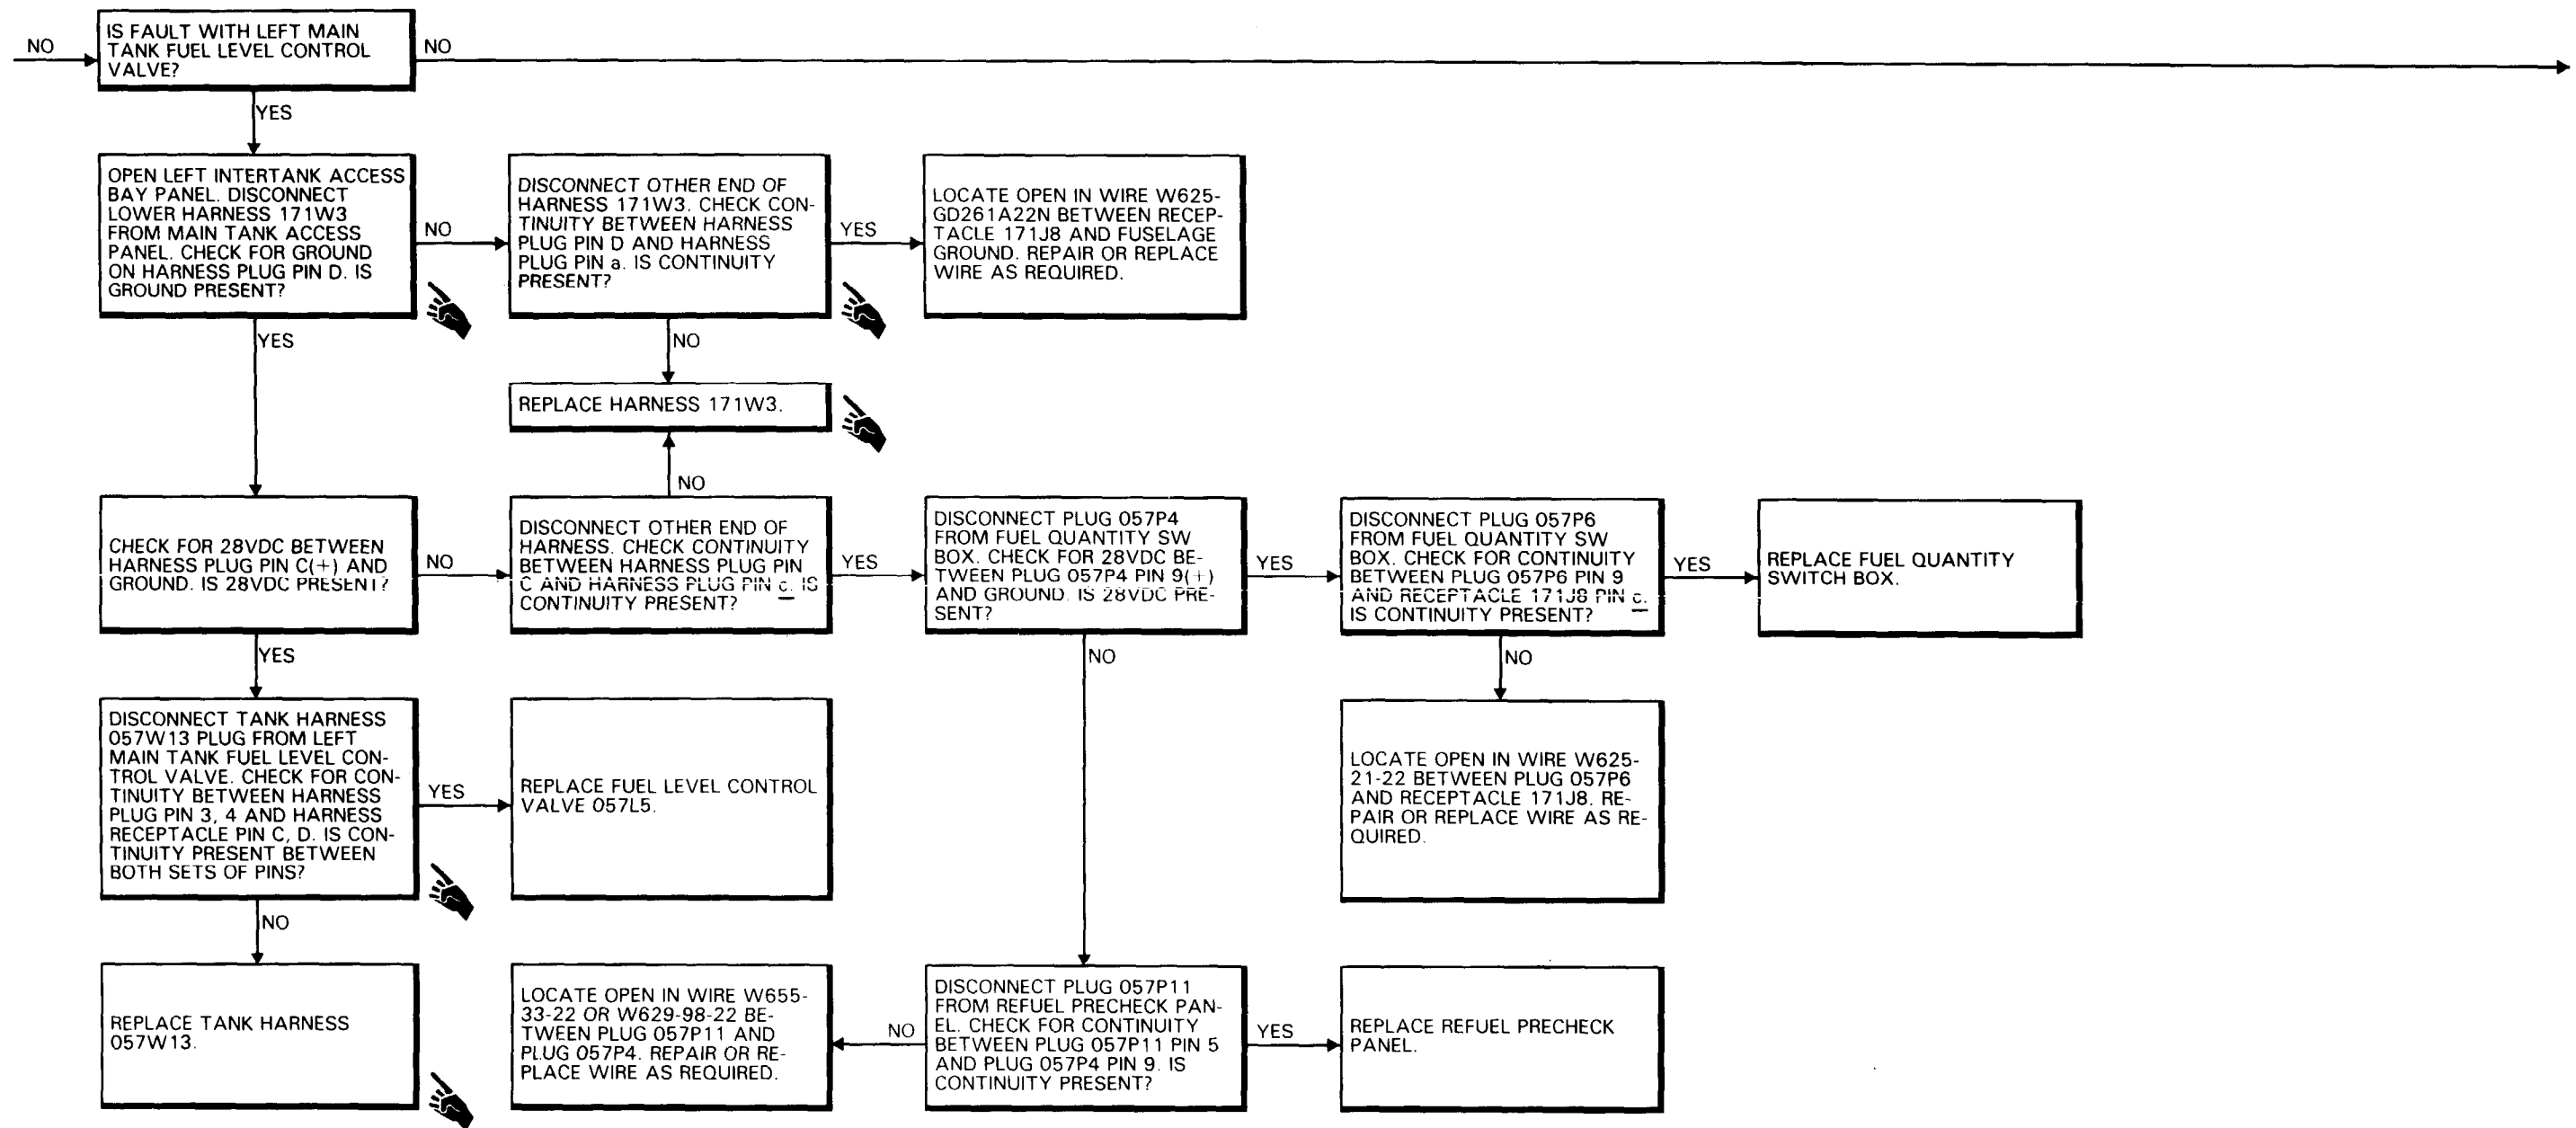 NO
IS FAULT WITH LEFT MAIN
TANK FUEL LEVEL CONTROL
VALVE?
NO
YES
OPEN LEFT INTERTANK ACCESS
BAY PANEL. DISCONNECT
LOWER HARNESS 171W3
FROM MAIN TANK ACCESS
PANEL. CHECK FOR GROUND
ON HARNESS PLUG PIN D. IS
GROUND PRESENT?
NO
DISCONNECT OTHER END OF
HARNESS 171W3. CHECK CON-
TINUITY BETWEEN HARNESS
PLUG PIN D AND HARNESS
PLUG PIN a. IS CONTINUITY
PRESENT?
YES
LOCATE OPEN IN WIRE W625-
GD261A22N BETWEEN RECEP-
TACLE 171J8 AND FUSELAGE
GROUND. REPAIR OR REPLACE
WIRE AS REQUIRED.
YES
NO
REPLACE HARNESS 171W3.
NO
CHECK FOR 28VDC BETWEEN
HARNESS PLUG PIN C(+) AND
GROUND. IS 28VDC PRESENT?
NO
DISCONNECT OTHER END OF
HARNESS. CHECK CONTINUITY
BETWEEN HARNESS PLUG PIN
C AND HARNESS PLUG PIN c. IS
CONTINUITY PRESENT?
YES
DISCONNECT PLUG 057P4
FROM FUEL QUANTITY SW
BOX. CHECK FOR 28VDC BE-
TWEEN PLUG 057P4 PIN 9(+)
AND GROUND. IS 28VDC PRE-
SENT?
YES
DISCONNECT PLUG 057P6
FROM FUEL QUANTITY SW
BOX. CHECK FOR CONTINUITY
BETWEEN PLUG 057P6 PIN 9
AND RECEPTACLE 171J8 PIN c.
IS CONTINUITY PRESENT?
YES
REPLACE FUEL QUANTITY
SWITCH BOX.
YES
NO
NO
DISCONNECT TANK HARNESS
057W13 PLUG FROM LEFT
MAIN TANK FUEL LEVEL CON-
TROL VALVE. CHECK FOR CON-
TINUITY BETWEEN HARNESS
PLUG PIN 3, 4 AND HARNESS
RECEPTACLE PIN C, D. IS CON-
TINUITY PRESENT BETWEEN
BOTH SETS OF PINS?
YES
REPLACE FUEL LEVEL CONTROL
VALVE 057L5.
LOCATE OPEN IN WIRE W625-
21-22 BETWEEN PLUG 057P6
AND RECEPTACLE 171J8. RE-
PAIR OR REPLACE WIRE AS RE-
QUIRED.
NO
REPLACE TANK HARNESS
057W13.
LOCATE OPEN IN WIRE W655-
33-22 OR W629-98-22 BE-
TWEEN PLUG 057P11 AND
PLUG 057P4. REPAIR OR RE-
PLACE WIRE AS REQUIRED.
NO
DISCONNECT PLUG 057P11
FROM REFUEL PRECHECK PAN-
EL. CHECK FOR CONTINUITY
BETWEEN PLUG 057P11 PIN 5
AND PLUG 057P4 PIN 9. IS
CONTINUITY PRESENT?
YES
REPLACE REFUEL PRECHECK
PANEL.